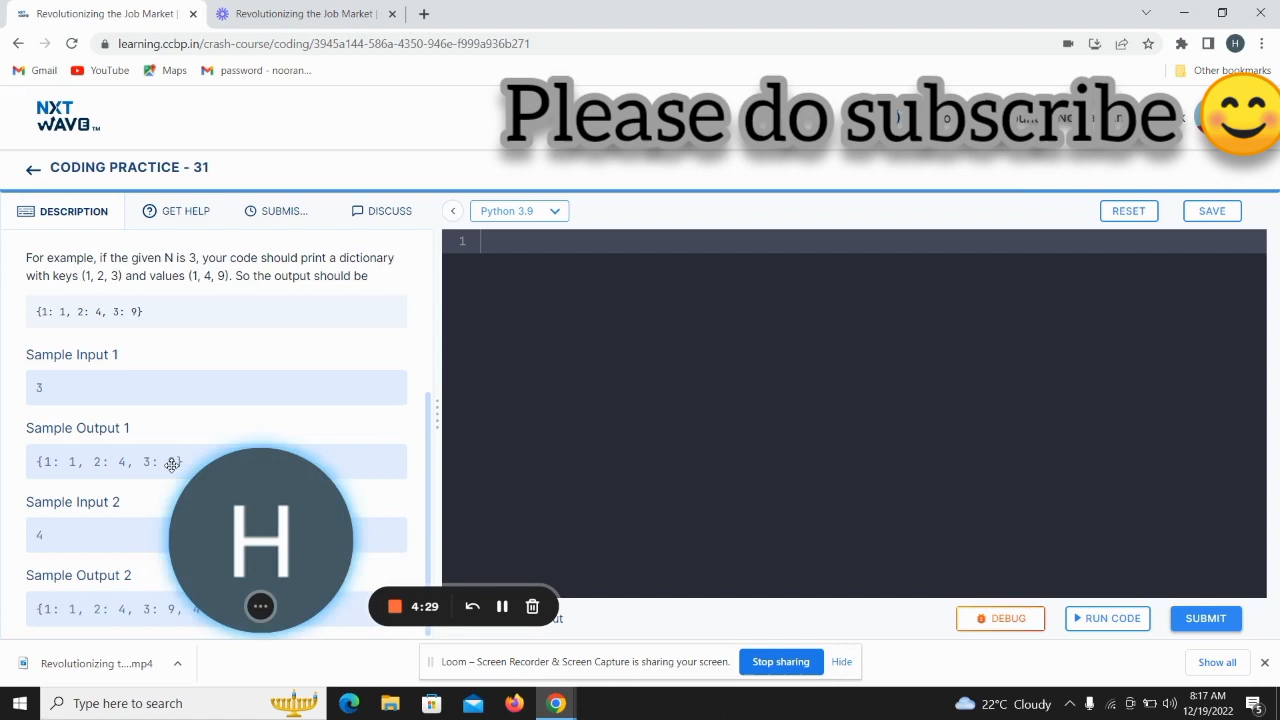 Revolutionizing the Job Market |
Revolutionizing the Job Market |
learning.ccbp.in/crash-course/coding/3945a144-586a-4350-946e-f999a936b271
H
Gmail
YouTube
Maps
password - nooran...
Other bookmarks
NXT
WAVE™
Please do subscribe
CODING PRACTICE - 31
DESCRIPTION
GET HELP
SUBMIS...
DISCUSS
Python 3.9
RESET
SAVE
1
For example, if the given N is 3, your code should print a dictionary
with keys (1, 2, 3) and values (1, 4, 9). So the output should be
{1: 1, 2: 4, 3: 9}
Sample Input 1
3
Sample Output 1
{1: 1, 2: 4, 3: }
Sample Input 2
4
Sample Output 2
{1: 1, 2: 4, 3: 9,
H
4:29
DEBUG
RUN CODE
SUBMIT
Revolutionizing t....mp4
Loom – Screen Recorder & Screen Capture is sharing your screen.
Stop sharing
Hide
Show all
Type here to search
22°C Cloudy
8:17 AM
12/19/2022
5